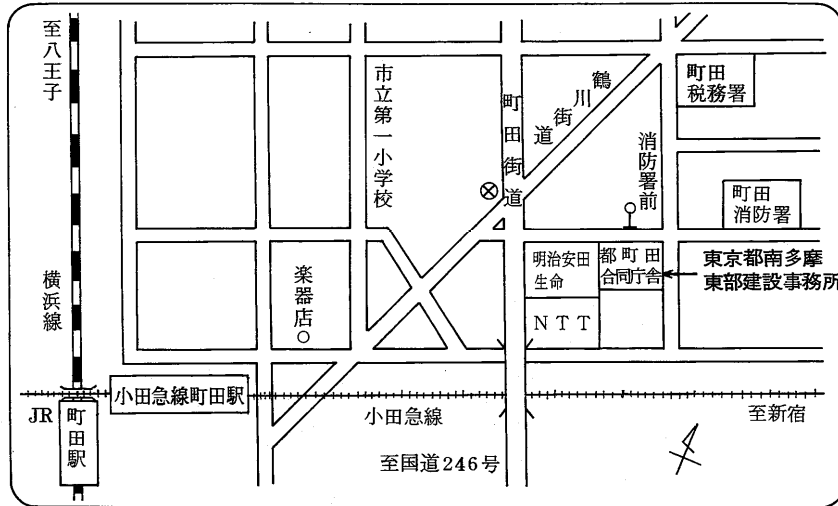 至八王子
横浜線
JR
町田駅
小田急線町田駅
小田急線
至新宿
至国道246号
市立第一小学校
楽器店
町田街道
鶴川街道
消防署前
町田
税務署
町田
消防署
明治安田
生命
都町田
合同庁舎
NTT
東京都南多摩
東部建設事務所